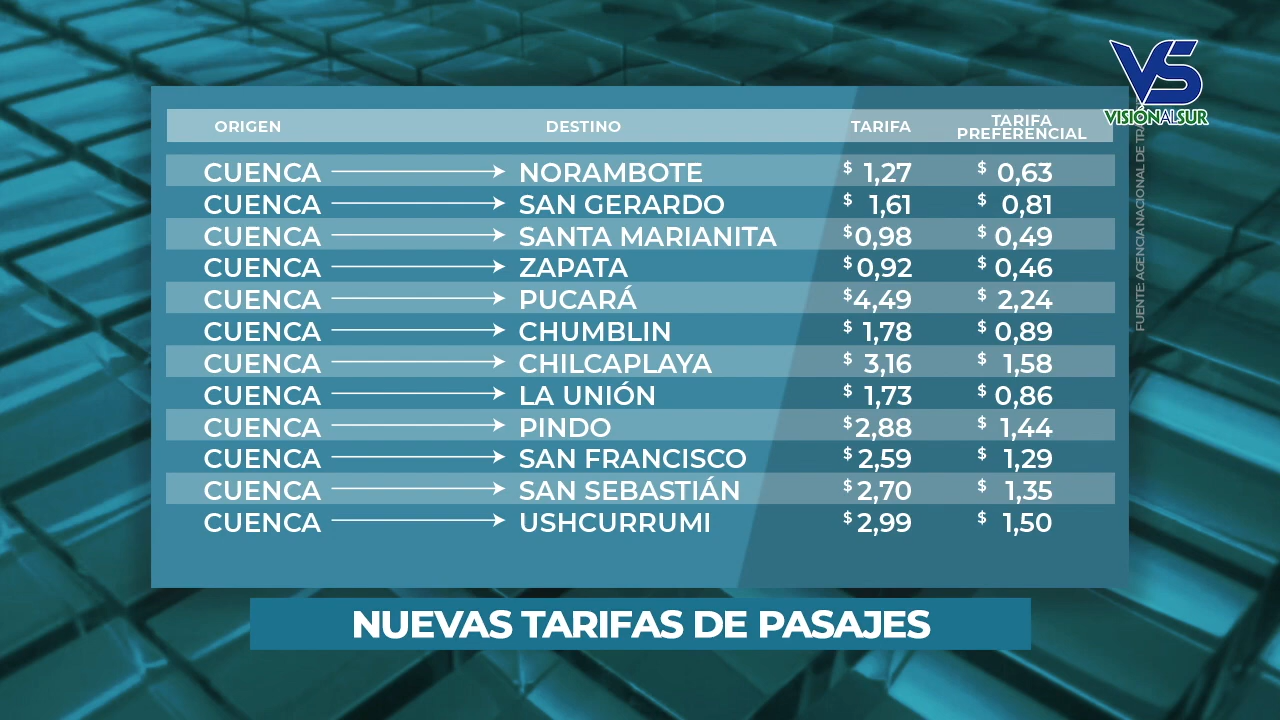 VS
VISIÓNALSUR
ORIGEN DESTINO TARIFA TARIFA PREFERENCIAL
CUENCA NORAMBOTE $ 1,27 $ 0,63
CUENCA SAN GERARDO $ 1,61 $ 0,81
CUENCA SANTA MARIANITA $0,98 $ 0,49
CUENCA ZAPATA $0,92 $ 0,46
CUENCA PUCARÁ $4,49 $ 2,24
CUENCA CHUMBLIN $ 1,78 $ 0,89
CUENCA CHILCAPLAYA $ 3,16 $ 1,58
CUENCA LA UNIÓN $ 1,73 $ 0,86
CUENCA PINDO $2,88 $ 1,44
CUENCA SAN FRANCISCO $ 2,59 $ 1,29
CUENCA SAN SEBASTIÁN $ 2,70 $ 1,35
CUENCA USHCURRUMI $ 2,99 $ 1,50
FUENTE: AGENCIA NACIONAL DE
NUEVAS TARIFAS DE PASAJES